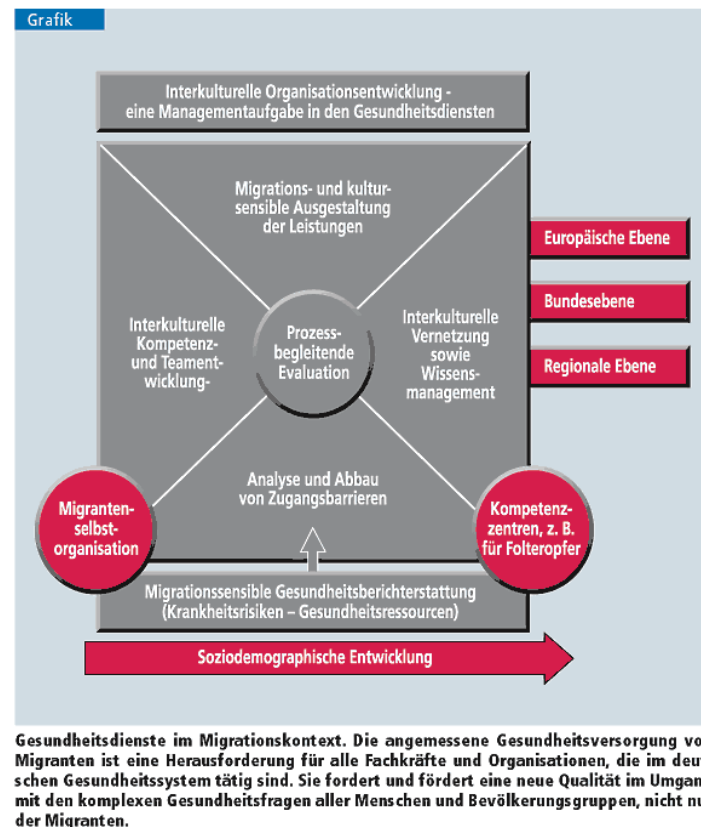 Grafik
Interkulturelle Organisationsentwicklung -
eine Managementaufgabe in den Gesundheitsdiensten
Migrations- und kultur-
sensible Ausgestaltung
der Leistungen
Europäische Ebene
Bundesebene
Regionale Ebene
Interkulturelle
Kompetenz-
und Teament-
wicklung-
Prozess-
begleitende
Evaluation
Interkulturelle
Vernetzung
sowie
Wissens-
management
Analyse und Abbau
von Zugangsbarrieren
Migranten-
selbst-
organisation
Kompetenz-
zentren, z. B.
für Folteropfer
Migrationssensible Gesundheitsberichterstattung
(Krankheitsrisiken – Gesundheitsressourcen)
Soziodemographische Entwicklung
Gesundheitsdienste im Migrationskontext. Die angemessene Gesundheitsversorgung vo
Migranten ist eine Herausforderung für alle Fachkräfte und Organisationen, die im deu
schen Gesundheitssystem tätig sind. Sie fordert und fördert eine neue Qualität im Umgan
mit den komplexen Gesundheitsfragen aller Menschen und Bevölkerungsgruppen, nicht nu
der Migranten.